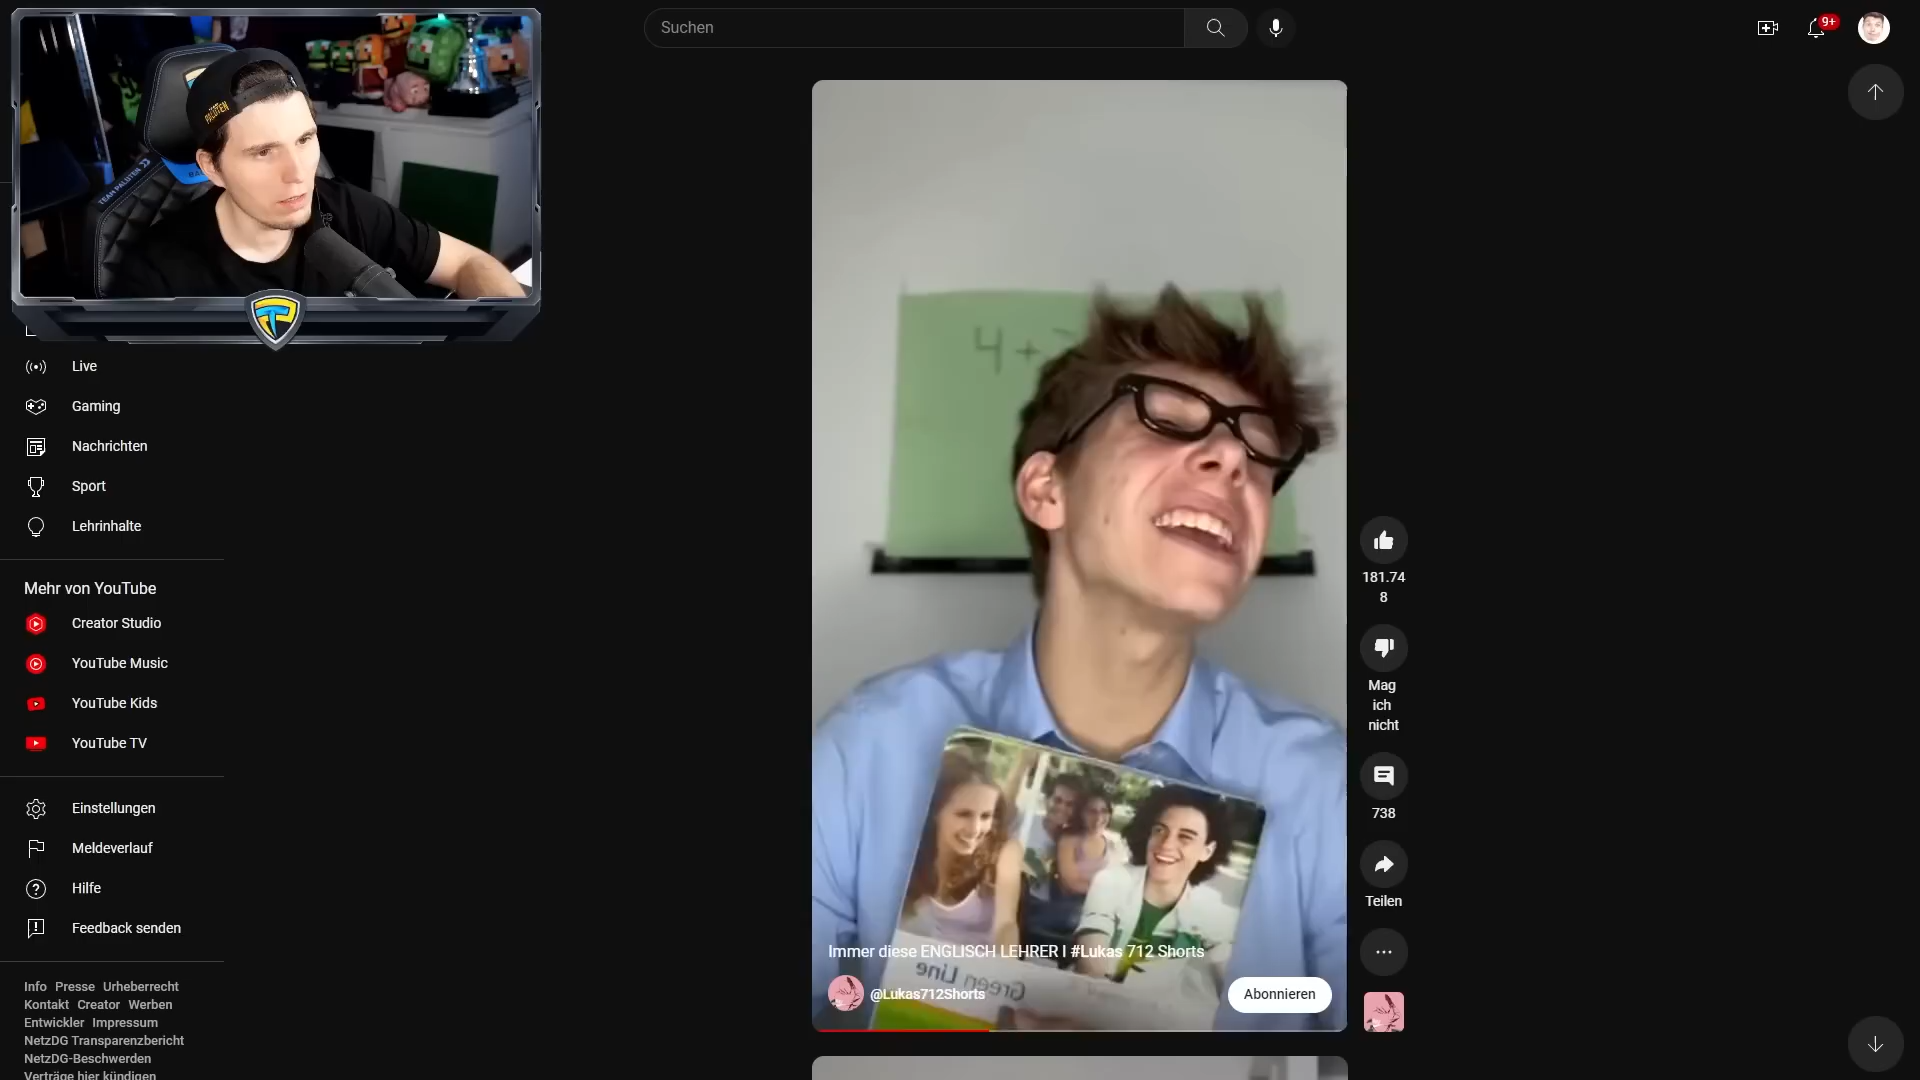 Suchen
9+
TEAM PALUTEN
4 +
Live
Gaming
Nachrichten
Sport
Lehrinhalte
Mehr von YouTube
Creator Studio
YouTube Music
YouTube Kids
YouTube TV
Einstellungen
Meldeverlauf
Hilfe
Feedback senden
Info Presse Urheberrecht
Kontakt Creator Werben
Entwickler Impressum
NetzDG Transparenzbericht
NetzDG-Beschwerden
Verträge hier kündigen
181.74
8
Mag
ich
nicht
738
Teilen
Immer diese ENGLISCH LEHRER I #Lukas 712 Shorts
Green Line
@Lukas712Shorts
Abonnieren